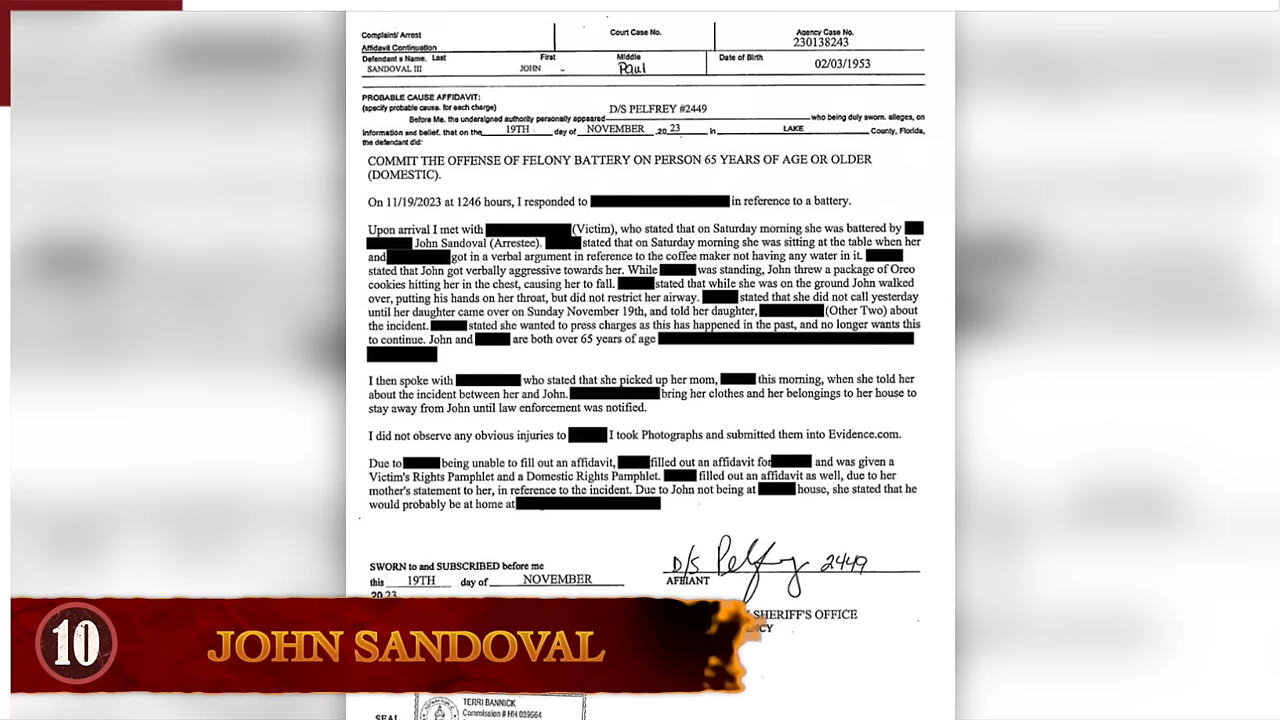 Complaint/ Arrest
Affidavit Continuation
Court Case No.
Agency Case No.
230138243
Defendant's Name. Last First Middle Date of Birth
SANDOVAL III JOHN Paul 02/03/1953
PROBABLE CAUSE AFFIDAVIT:
(specify probable cause. for each charge) D/S PELFREY #2449
Before Me. the undersigned authority personally appeared who being duly sworn. alleges, on
information and belief, that on the 19TH day of NOVEMBER .20 23 in LAKE County, Florida,
the defendant did:
COMMIT THE OFFENSE OF FELONY BATTERY ON PERSON 65 YEARS OF AGE OR OLDER
(DOMESTIC).
On 11/19/2023 at 1246 hours, I responded to in reference to a battery.
Upon arrival I met with (Victim), who stated that on Saturday morning she was battered by
John Sandoval (Arrestee). stated that on Saturday morning she was sitting at the table when her
and got in a verbal argument in reference to the coffee maker not having any water in it.
stated that John got verbally aggressive towards her. While was standing, John threw a package of Oreo
cookies hitting her in the chest, causing her to fall. stated that while she was on the ground John walked
over, putting his hands on her throat, but did not restrict her airway. stated that she did not call yesterday
until her daughter came over on Sunday November 19th, and told her daughter, (Other Two) about
the incident. stated she wanted to press charges as this has happened in the past, and no longer wants this
to continue. John and are both over 65 years of age
I then spoke with who stated that she picked up her mom, this morning, when she told her
about the incident between her and John. bring her clothes and her belongings to her house to
stay away from John until law enforcement was notified.
I did not observe any obvious injuries to I took Photographs and submitted them into Evidence.com.
Due to being unable to fill out an affidavit, filled out an affidavit for and was given a
Victim's Rights Pamphlet and a Domestic Rights Pamphlet. filled out an affidavit as well, due to her
mother's statement to her, in reference to the incident. Due to John not being at house, she stated that he
would probably be at home at
SWORN to and SUBSCRIBED before me
this 19TH day of NOVEMBER
20 23
D/S Pelfrey 2449
AFFIANT
SHERIFF'S OFFICE
10
JOHN SANDOVAL
TERRI BANNICK
Commission # HH 039664
SEAL